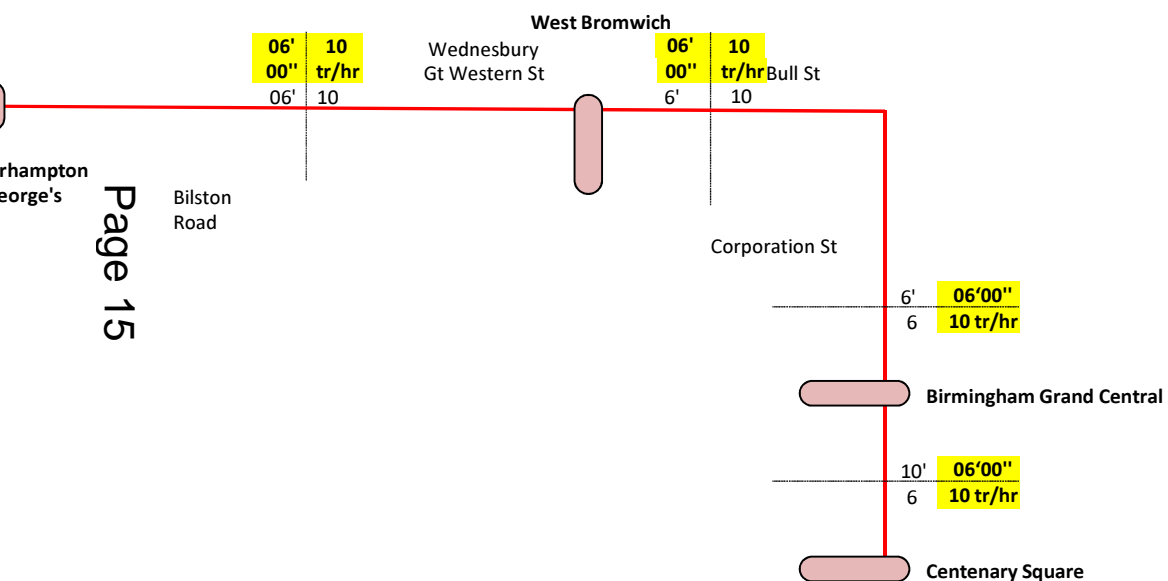 West Bromwich
06' 10
00'' tr/hr
06' 10
Wednesbury
Gt Western St
06' 10
00'' tr/hr
6' 10
Bull St
rhampton
eorge's
Page 15
Bilston
Road
Corporation St
6' 06‘00''
6 10 tr/hr
Birmingham Grand Central
10' 06‘00''
6 10 tr/hr
Centenary Square